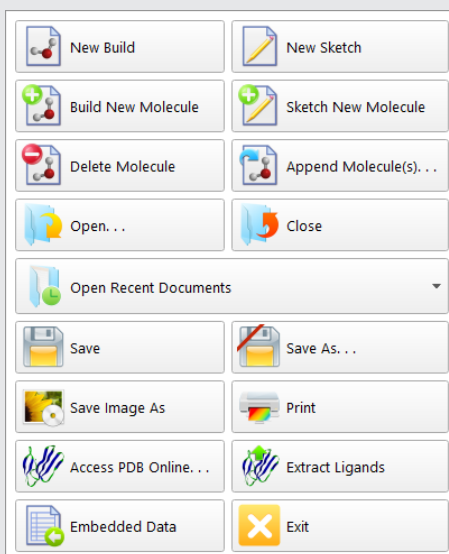 New Build
New Sketch
Build New Molecule
Sketch New Molecule
Delete Molecule
Append Molecule(s). . .
Open. . .
Close
Open Recent Documents
Save
Save As. . .
Save Image As
Print
Access PDB Online. . .
Extract Ligands
Embedded Data
Exit